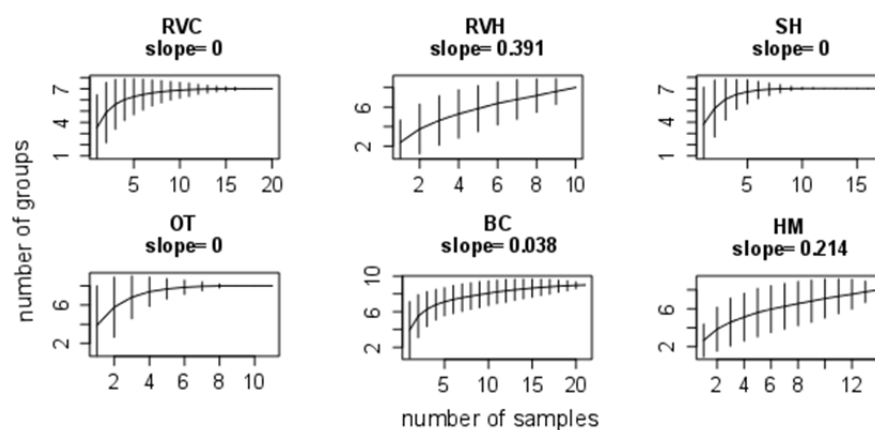 RVC
slope= 0
RVH
slope= 0.391
SH
slope= 0
7
4
1
5 10 15 20
6
2
2 4 6 8 10
7
4
1
5 10 15
number of groups
OT
slope= 0
BC
slope= 0.038
HM
slope= 0.214
6
2
2 4 6 8 10
10
6
2
5 10 15 20
6
2
2 4 6 8 12
number of samples